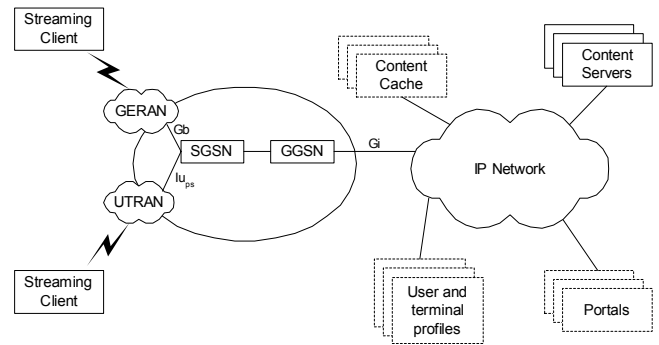 Streaming
Client
Content
Cache
Content
Servers
GERAN
Gb
SGSN
GGSN
Gi
IP Network
Iu ps
UTRAN
Streaming
Client
User and
terminal
profiles
Portals